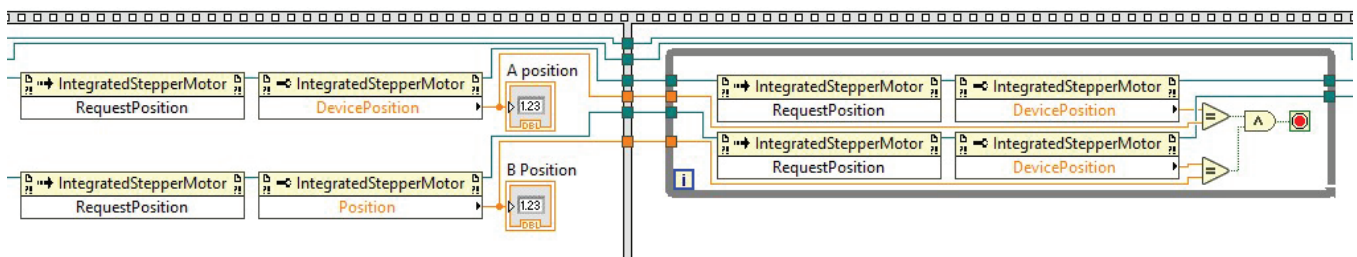 IntegratedStepperMotor
RequestPosition
IntegratedStepperMotor
DevicePosition
A position
1.23
DBL
IntegratedStepperMotor
RequestPosition
IntegratedStepperMotor
Position
B Position
1.23
DBL
IntegratedStepperMotor
RequestPosition
IntegratedStepperMotor
DevicePosition
IntegratedStepperMotor
RequestPosition
IntegratedStepperMotor
DevicePosition
=
=
∧
i